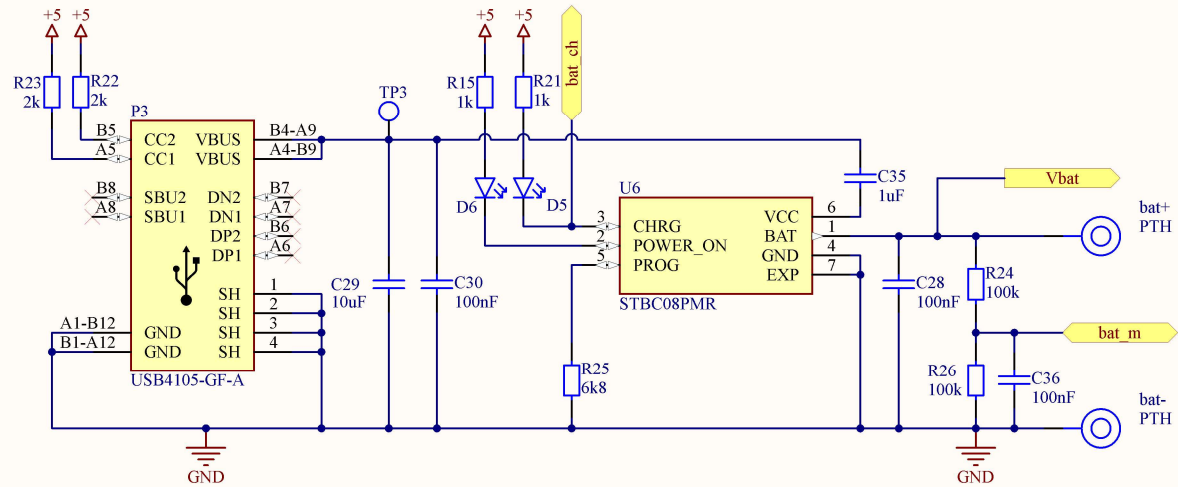 +5
+5
R23
2k
R22
2k
P3
B5
A5
B8
A8
A1-B12
B1-A12
CC2
CC1
SBU2
SBU1
GND
GND
VBUS
VBUS
DN2
DN1
DP2
DP1
SH
SH
SH
SH
B4-A9
A4-B9
B7
A7
B6
A6
1
2
3
4
USB4105-GF-A
GND
TP3
C29
10uF
C30
100nF
+5
+5
bat_ch
R15
1k
R21
1k
D6
D5
U6
3
2
5
CHRG
POWER_ON
PROG
VCC
BAT
GND
EXP
6
1
4
7
STBC08PMR
R25
6k8
C35
1uF
Vbat
bat+
PTH
C28
100nF
R24
100k
bat_m
R26
100k
C36
100nF
bat-
PTH
GND